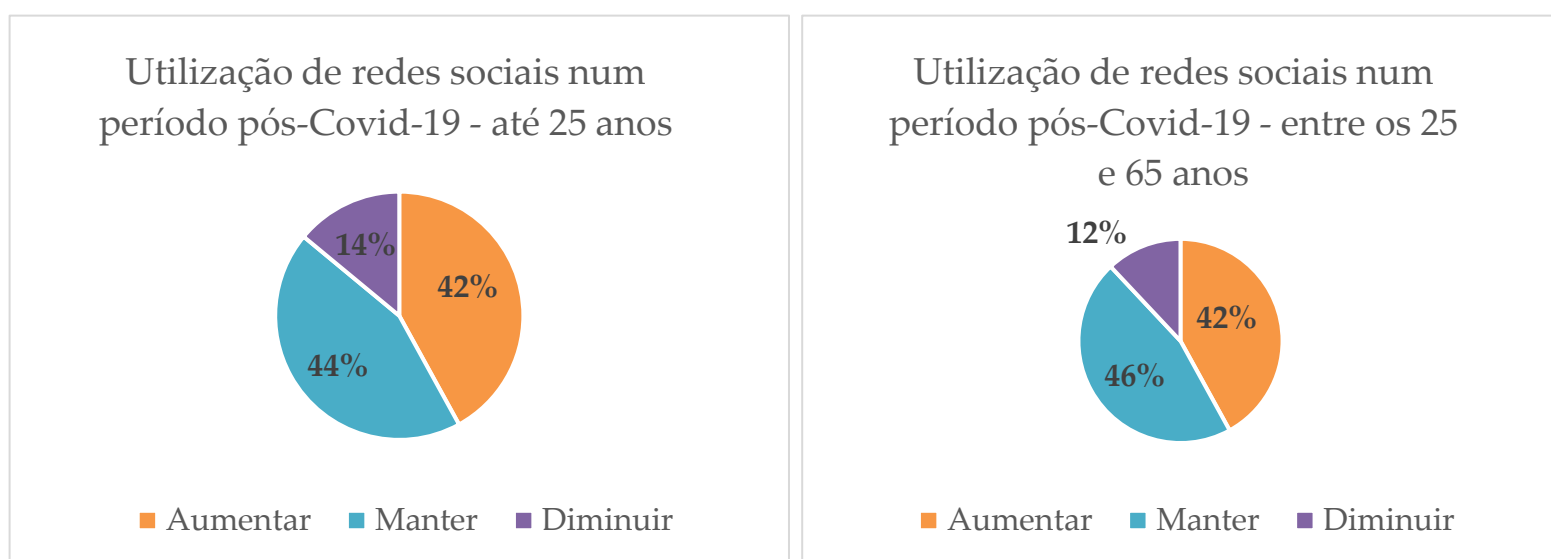 Utilização de redes sociais num
período pós-Covid-19 - até 25 anos
14%
42%
44%
Aumentar Manter Diminuir
Utilização de redes sociais num
período pós-Covid-19 - entre os 25
e 65 anos
12%
42%
46%
Aumentar Manter Diminuir